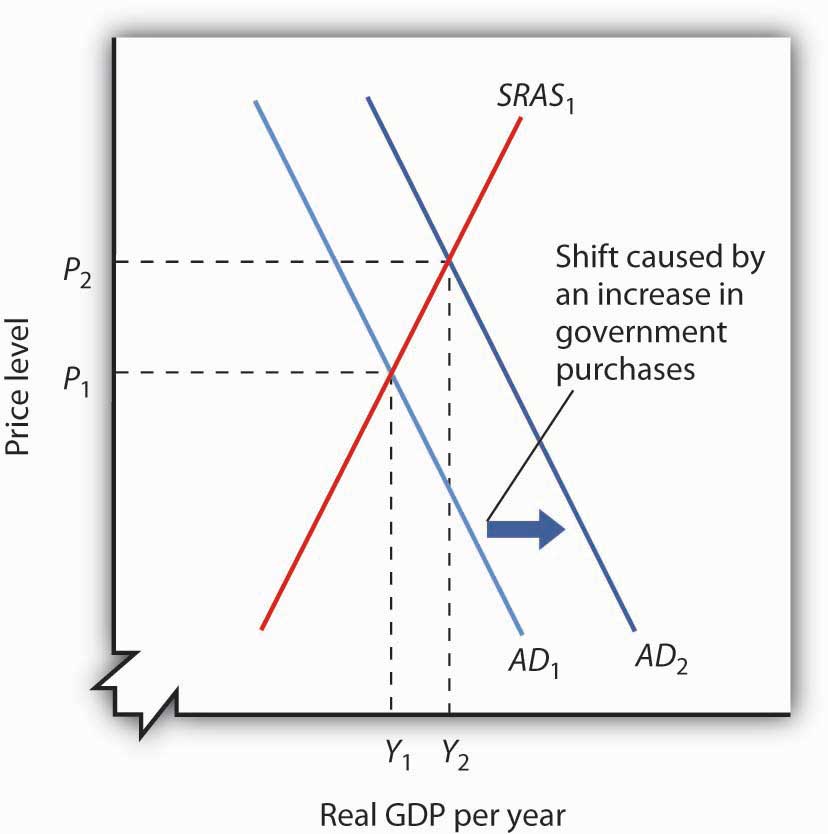 SRAS₁
Shift caused by
an increase in
government
purchases
P₂
P₁
Price level
AD₁
AD₂
Y₁ Y₂
Real GDP per year